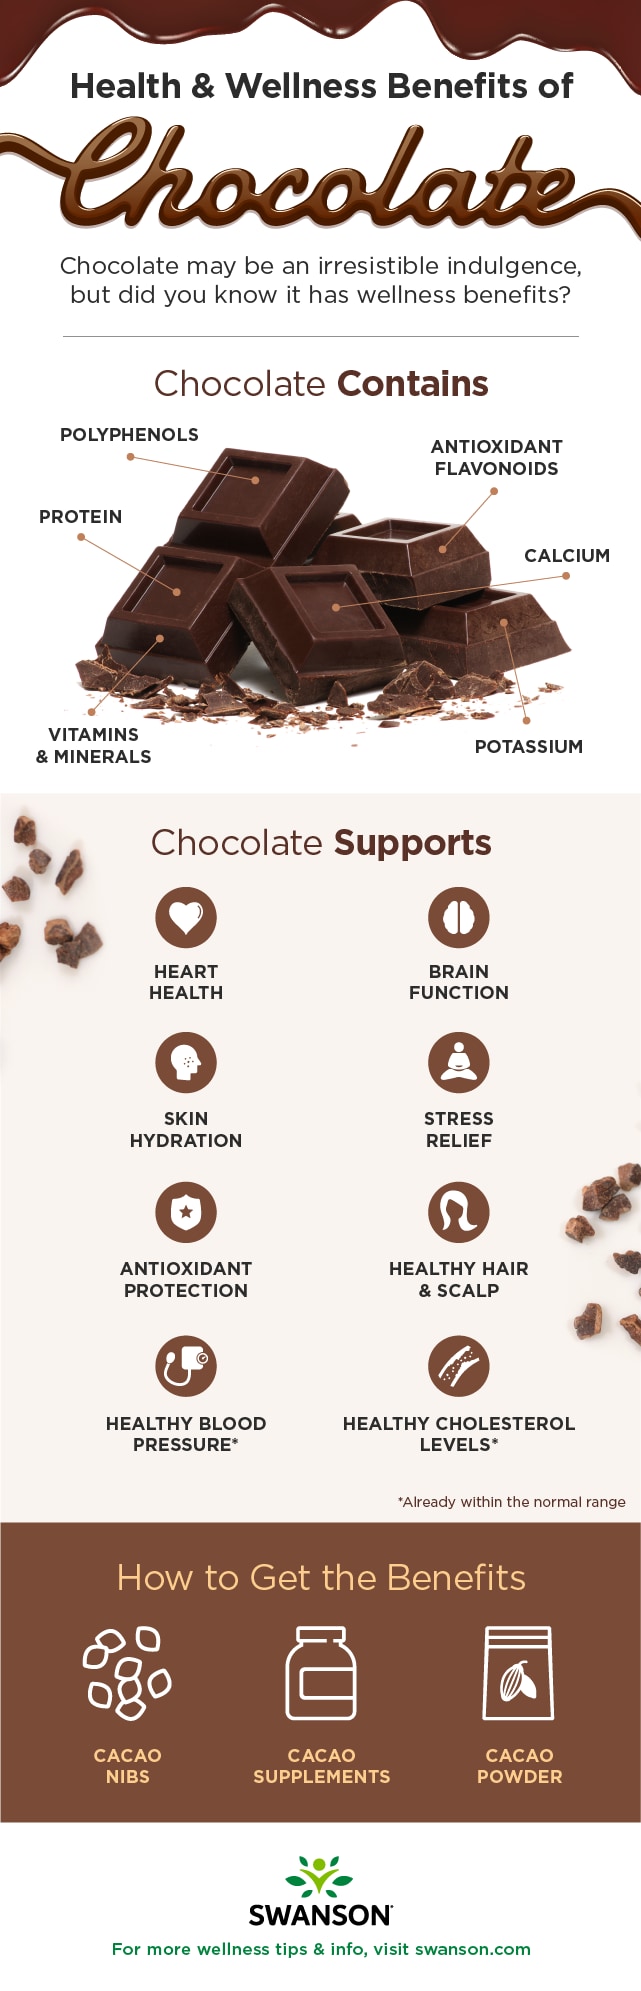 Health & Wellness Benefits of
Chocolate
Chocolate may be an irresistible indulgence,
but did you know it has wellness benefits?
Chocolate Contains
POLYPHENOLS
ANTIOXIDANT
FLAVONOIDS
PROTEIN
CALCIUM
VITAMINS
& MINERALS
POTASSIUM
Chocolate Supports
HEART
HEALTH
BRAIN
FUNCTION
SKIN
HYDRATION
STRESS
RELIEF
ANTIOXIDANT
PROTECTION
HEALTHY HAIR
& SCALP
HEALTHY BLOOD
PRESSURE*
HEALTHY CHOLESTEROL
LEVELS*
*Already within the normal range
How to Get the Benefits
CACAO
NIBS
CACAO
SUPPLEMENTS
CACAO
POWDER
SWANSON
For more wellness tips & info, visit swanson.com